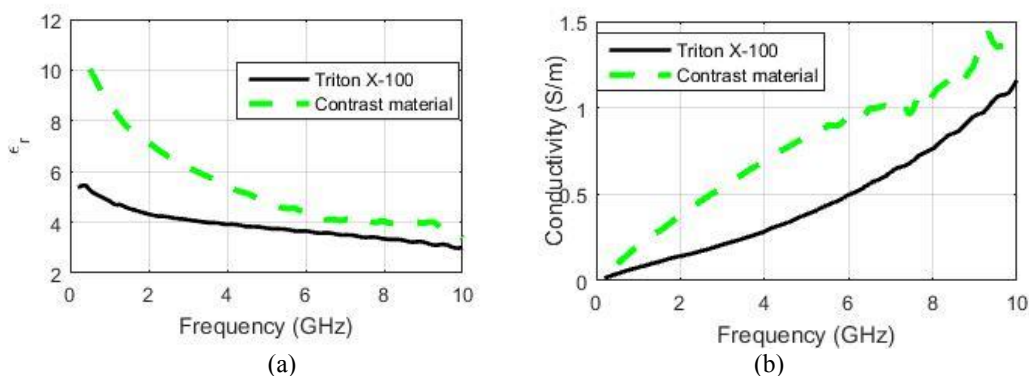 12
10
8
6
4
2
ϵr
Triton X-100
Contrast material
0 2 4 6 8 10
Frequency (GHz)
(a)
1.5
1
0.5
0
Conductivity (S/m)
Triton X-100
Contrast material
0 2 4 6 8 10
Frequency (GHz)
(b)